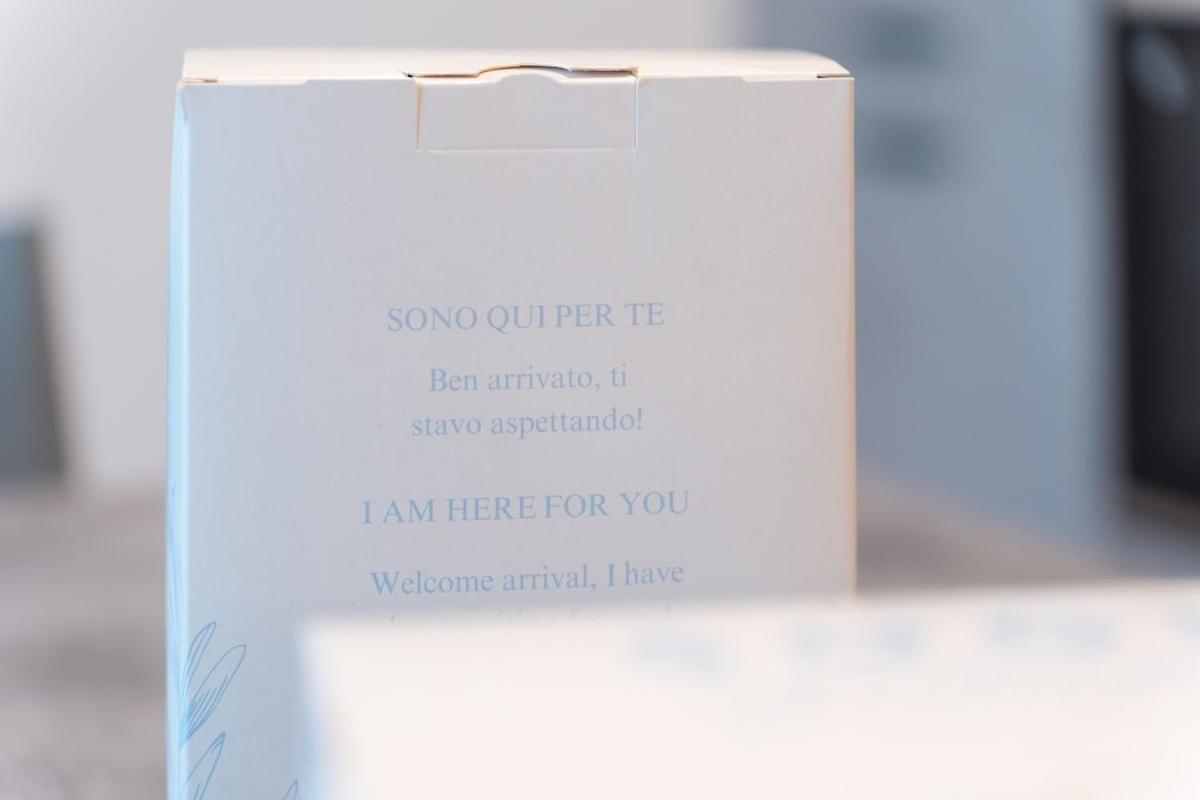 SONO QUI PER TE
Ben arrivato, ti
stavo aspettando!
I AM HERE FOR YOU
Welcome arrival, I have